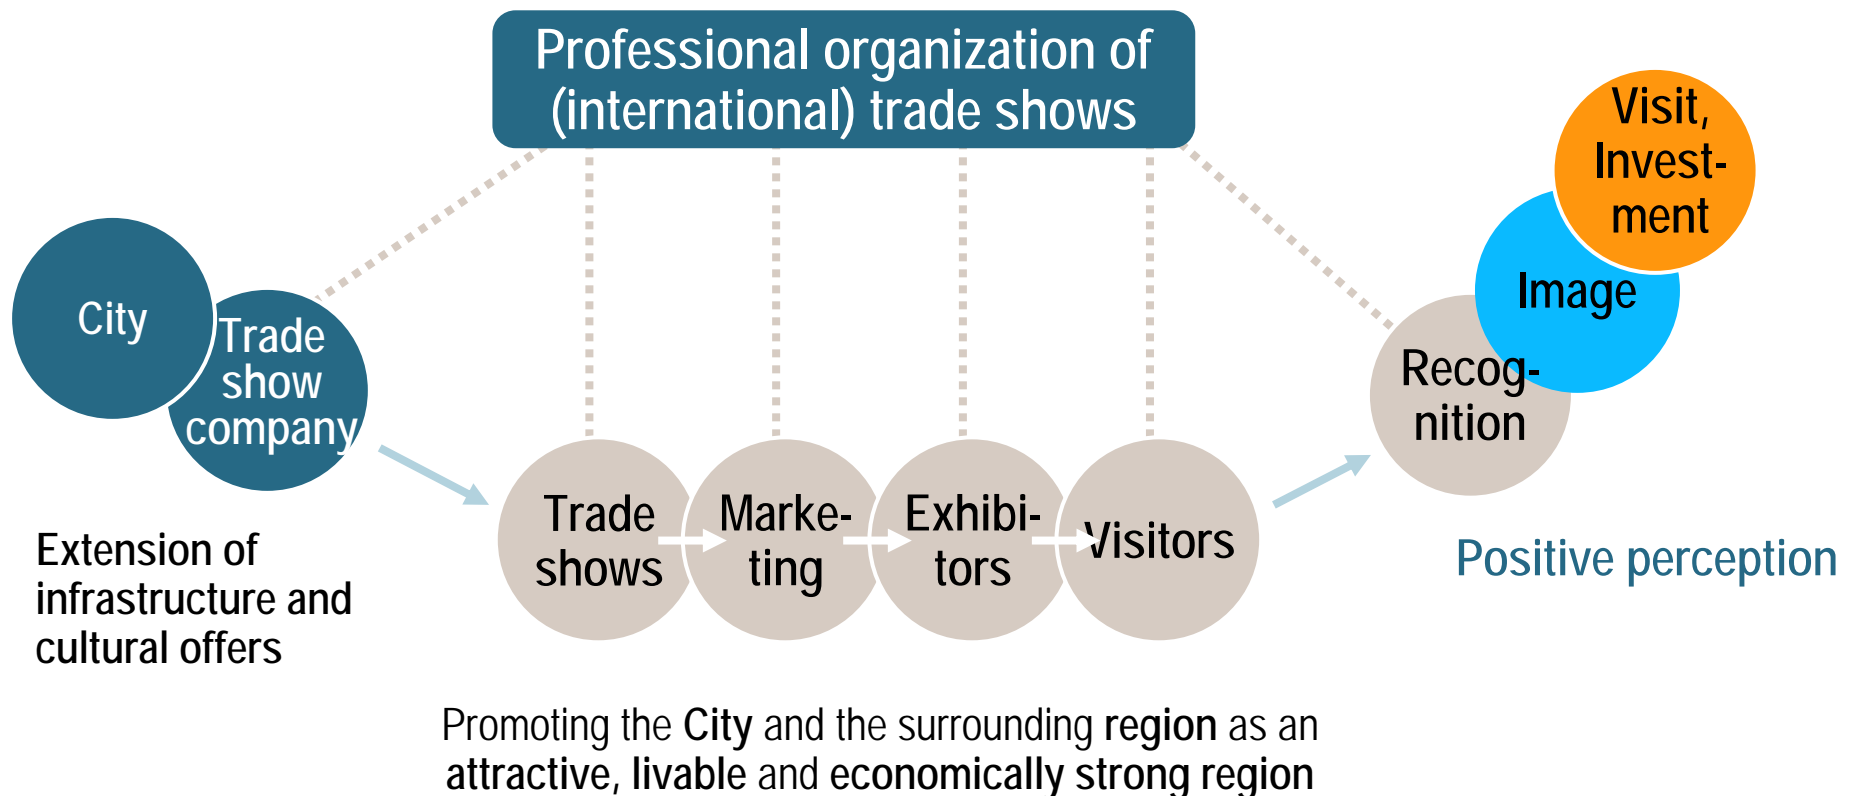 Professional organization of
(international) trade shows
Visit,
Invest-
ment
Image
Recog-
nition
City
Trade
show
company
Trade
shows
Marke-
ting
Exhibi-
tors
Visitors
Extension of
infrastructure and
cultural offers
Positive perception
Promoting the City and the surrounding region as an
attractive, livable and economically strong region